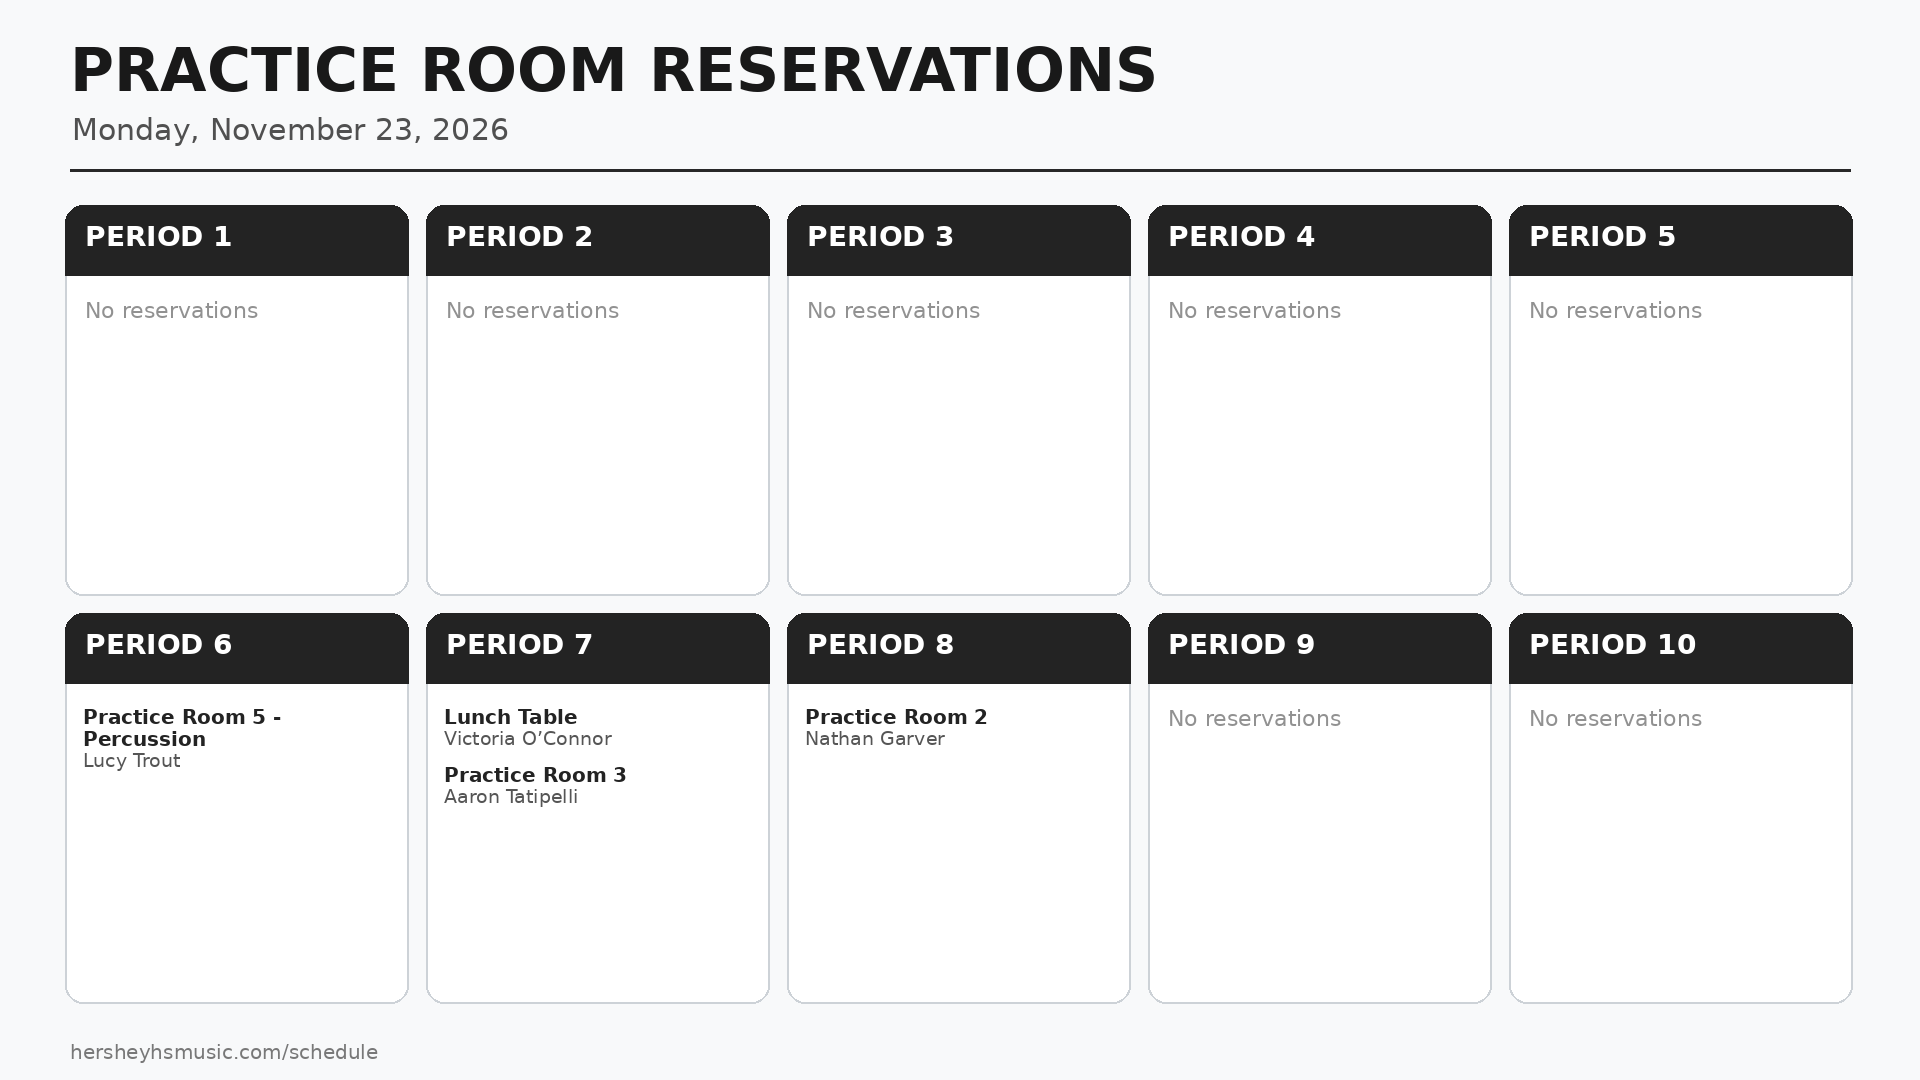 PRACTICE ROOM RESERVATIONS
Monday, November 23, 2026
PERIOD 1
No reservations
PERIOD 2
No reservations
PERIOD 3
No reservations
PERIOD 4
No reservations
PERIOD 5
No reservations
PERIOD 6
Practice Room 5 -
Percussion
Lucy Trout
PERIOD 7
Lunch Table
Victoria O’Connor
Practice Room 3
Aaron Tatipelli
PERIOD 8
Practice Room 2
Nathan Garver
PERIOD 9
No reservations
PERIOD 10
No reservations
hersheyhsmusic.com/schedule